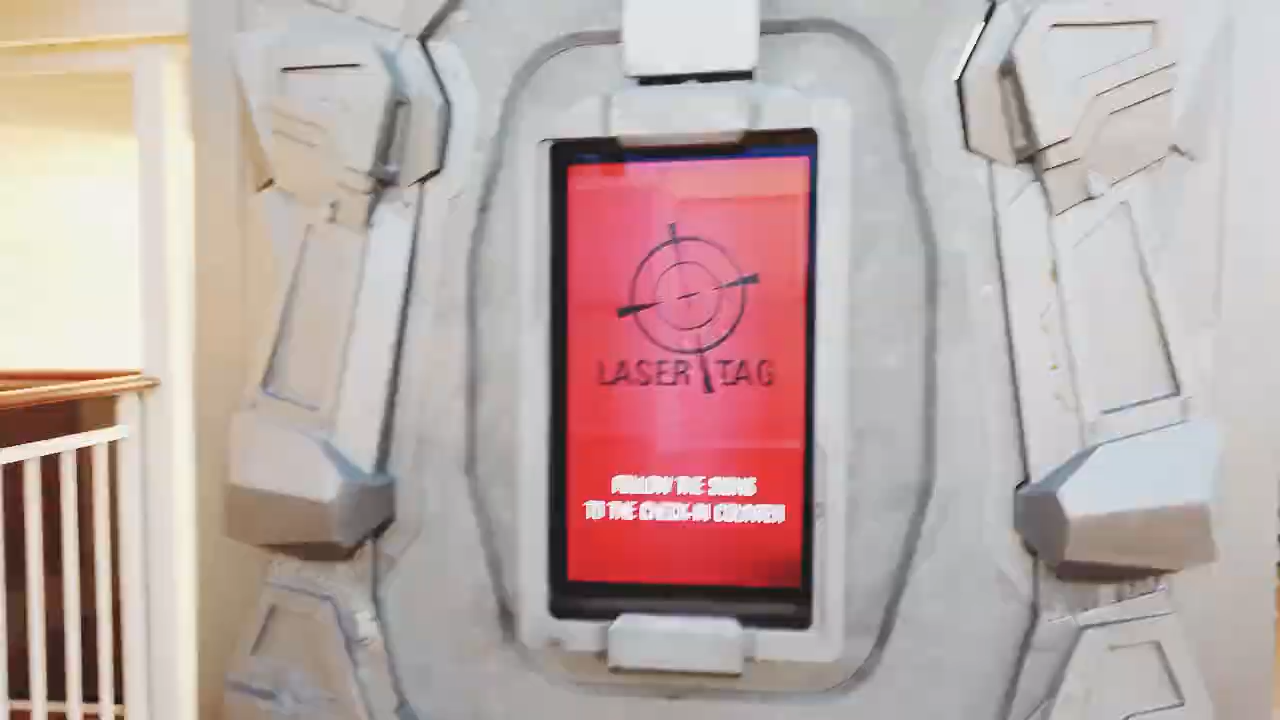 LASER TAG
FOLLOW THE SIGNS
TO THE CHECK-IN COUNTER